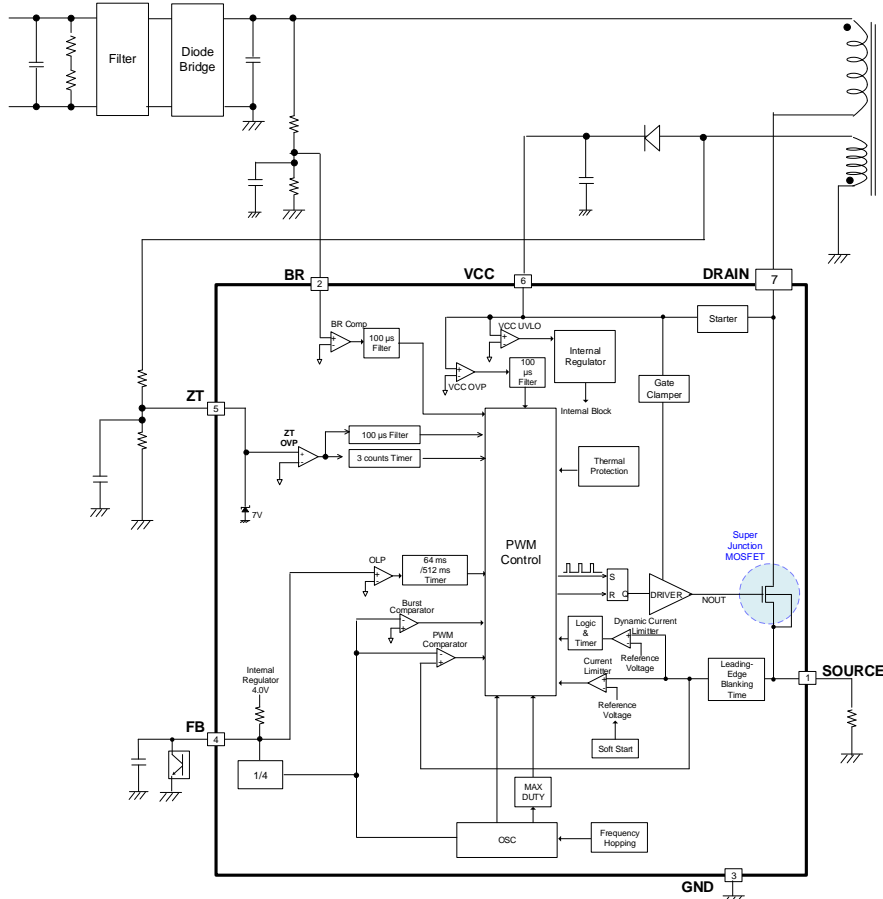 Filter
Diode
Bridge
BR
VCC
DRAIN
2
6
7
BR Comp
100 µs
Filter
VCC UVLO
VCC OVP
100
µs
Filter
Internal
Regulator
Internal Block
Starter
Gate
Clamper
ZT
5
ZT
OVP
100 µs Filter
3 counts Timer
7V
Thermal
Protection
PWM
Control
Super
Junction
MOSFET
OLP
64 ms
/512 ms
Timer
S
R
Q
DRIVER
NOUT
Burst
Comparator
PWM
Comparator
Logic
&
Timer
Dynamic Current
Limitter
Reference
Voltage
Current
Limitter
Reference
Voltage
Leading-
Edge
Blanking
Time
SOURCE
1
Internal
Regulator
4.0V
FB
4
1/4
Soft Start
MAX
DUTY
OSC
Frequency
Hopping
GND
3